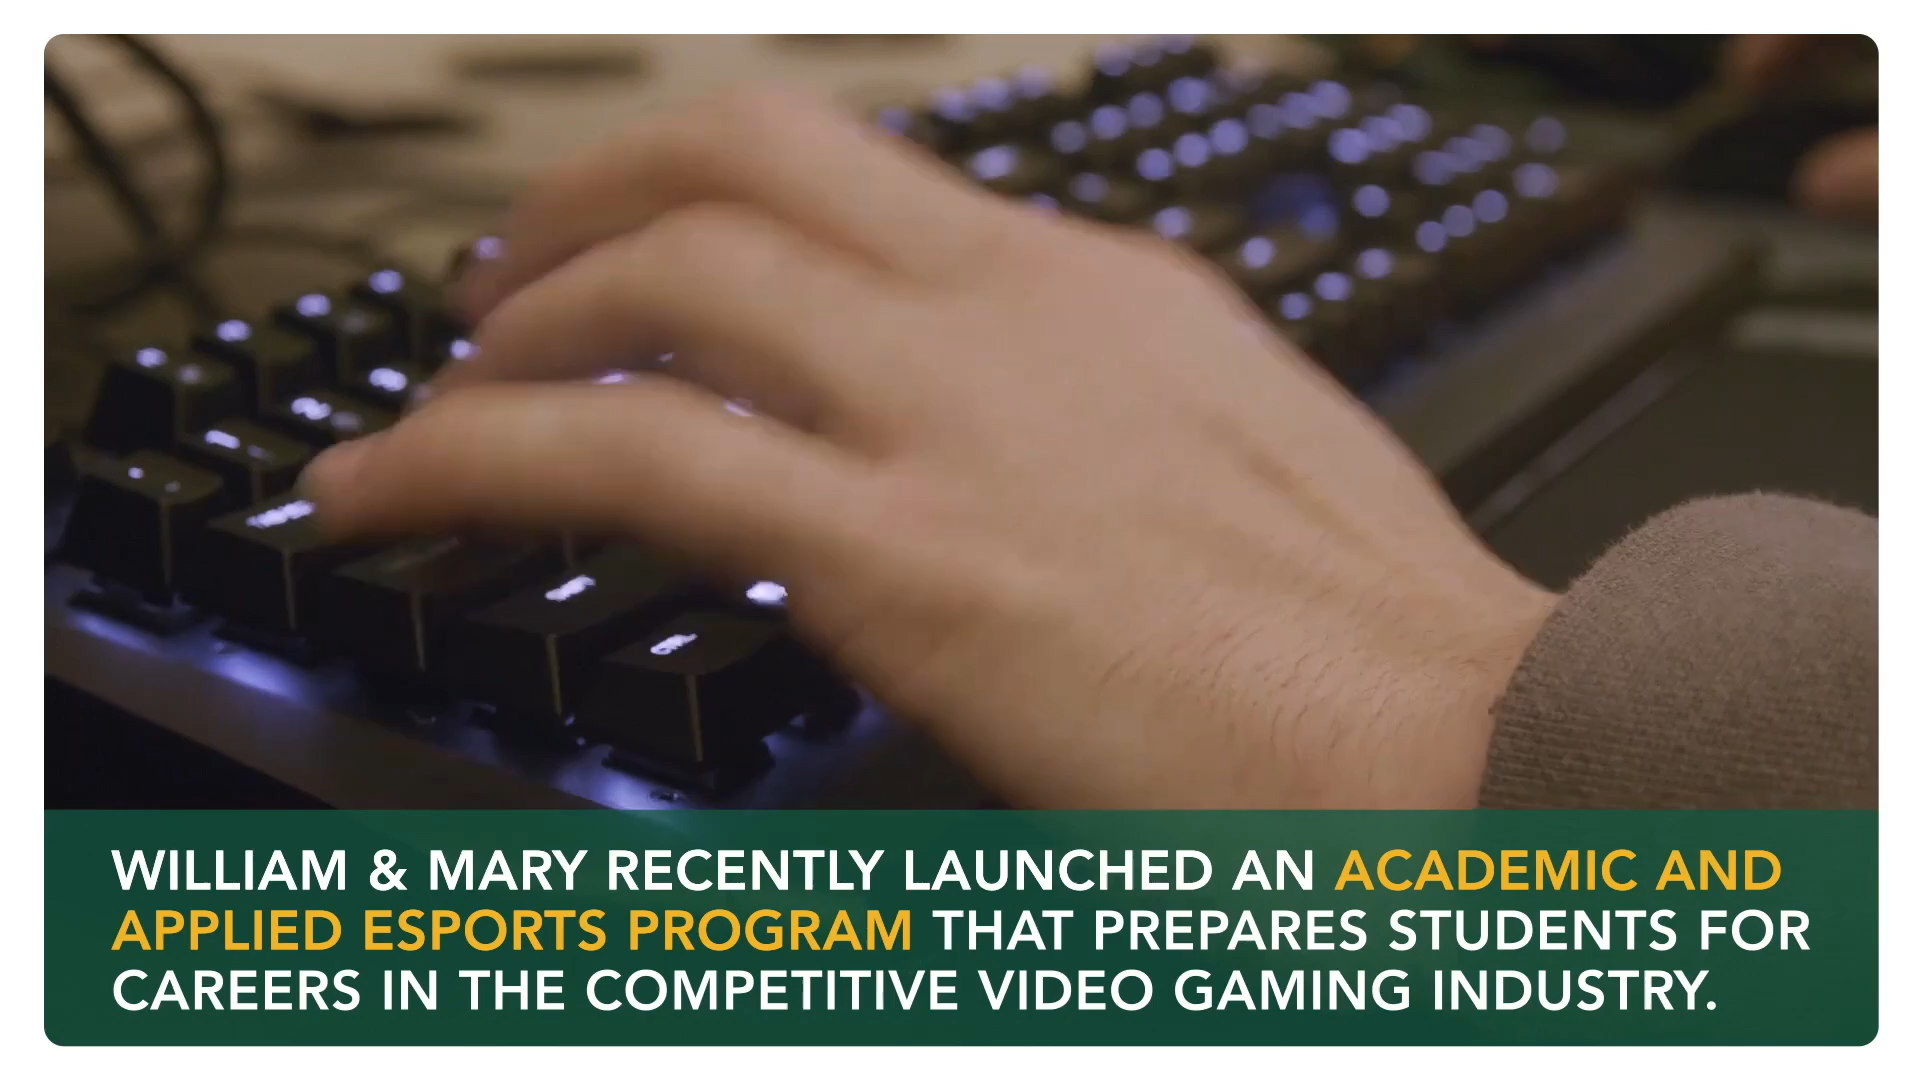 WILLIAM & MARY RECENTLY LAUNCHED AN ACADEMIC AND
APPLIED ESPORTS PROGRAM THAT PREPARES STUDENTS FOR
CAREERS IN THE COMPETITIVE VIDEO GAMING INDUSTRY.
CTRL